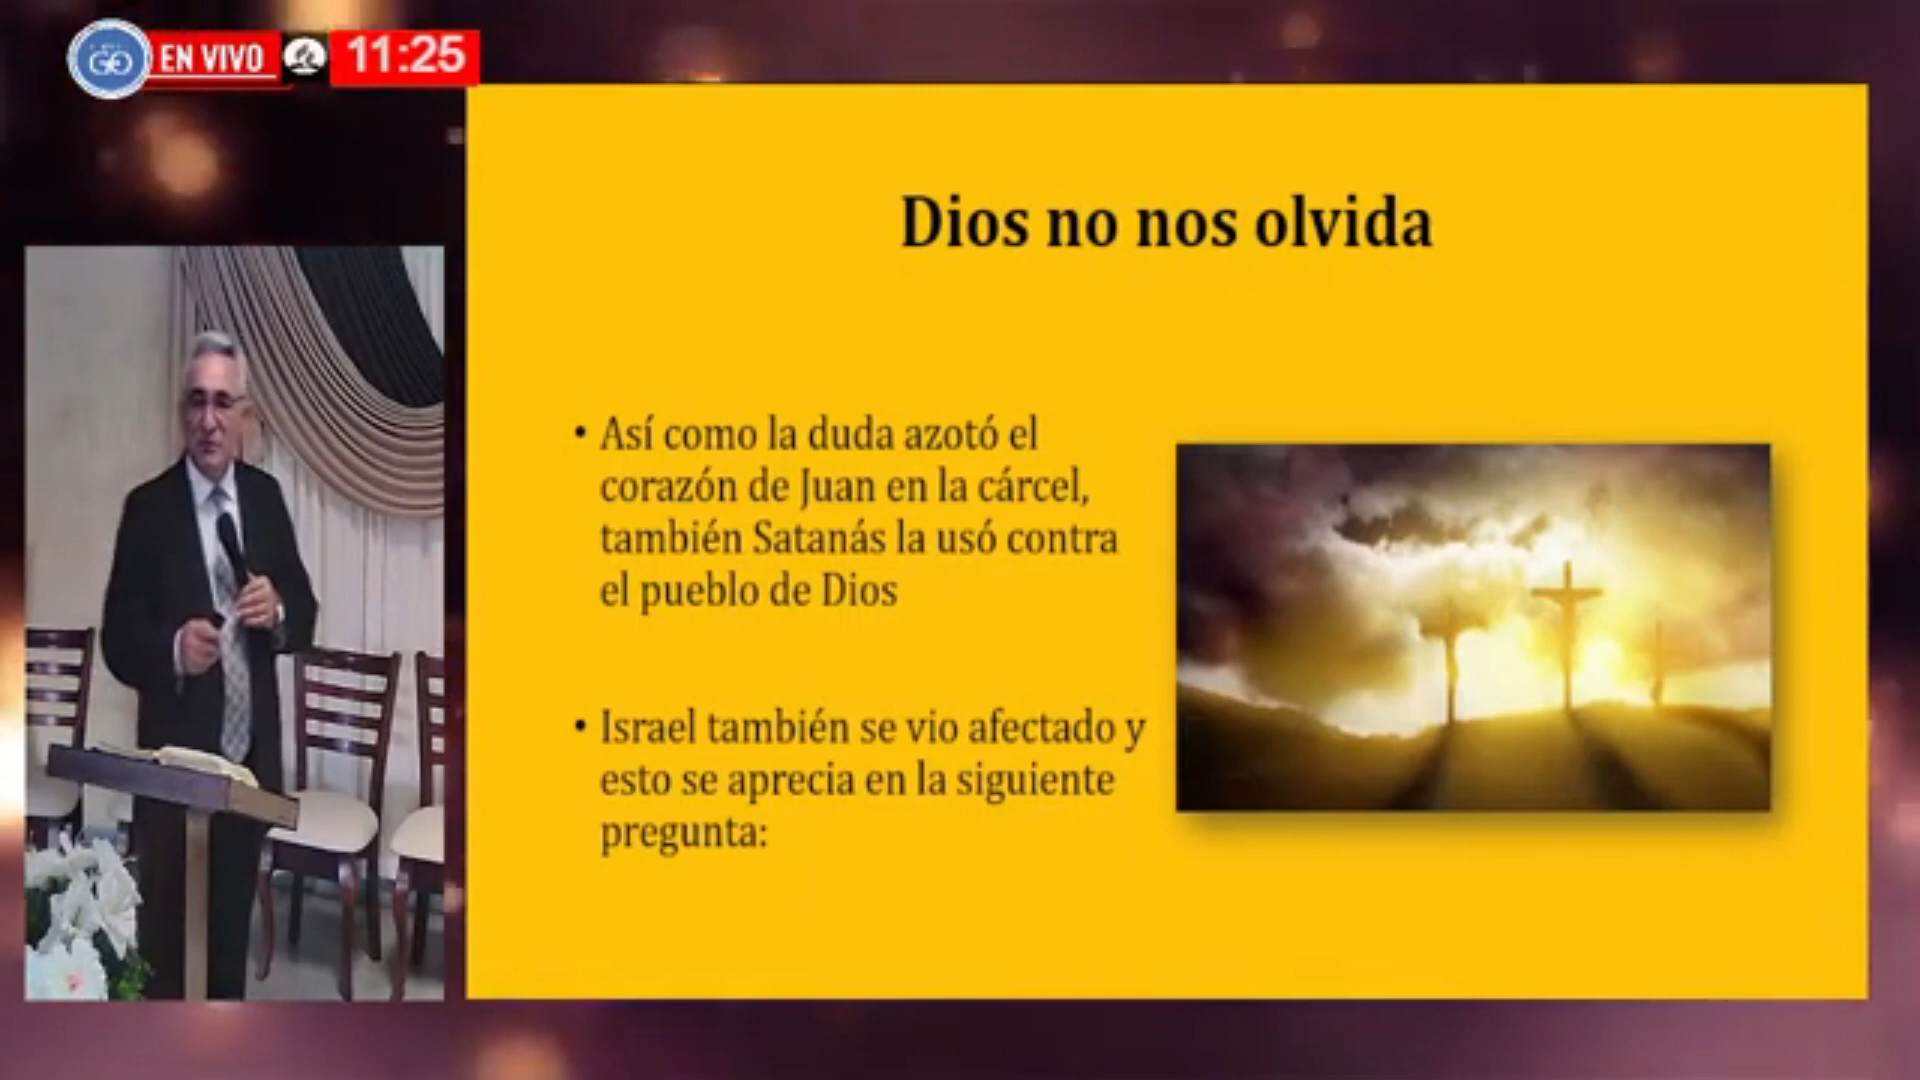 EN VIVO
11:25
Dios no nos olvida
• Así como la duda azotó el
corazón de Juan en la cárcel,
también Satanás la usó contra
el pueblo de Dios
• Israel también se vio afectado y
esto se aprecia en la siguiente
pregunta: